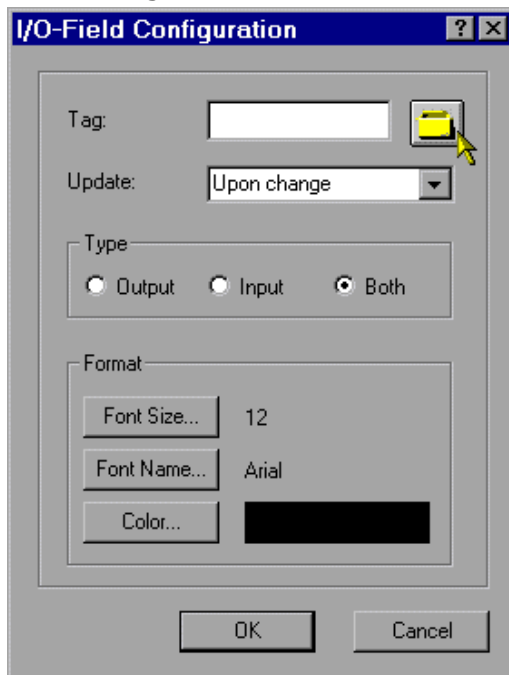 I/O-Field Configuration
Tag:
Update: Upon change
Type
Output Input Both
Format
Font Size... 12
Font Name... Arial
Color...
OK Cancel